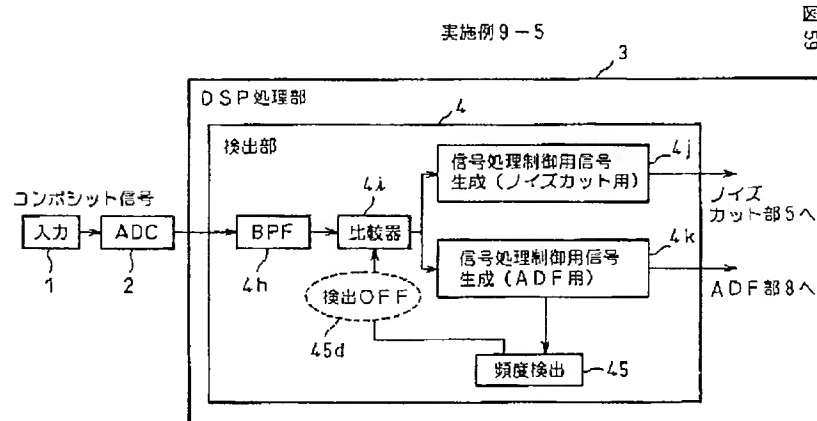 実施例9-5
図59
3
DSP処理部
4
検出部
コンポジット信号
入力
1
ADC
2
BPF
4h
4i
比較器
検出OFF
45d
信号処理制御用信号
生成(ノイズカット用)
4j
ノイズ
カット部5へ
信号処理制御用信号
生成(ADF用)
4k
ADF部8へ
頻度検出
45